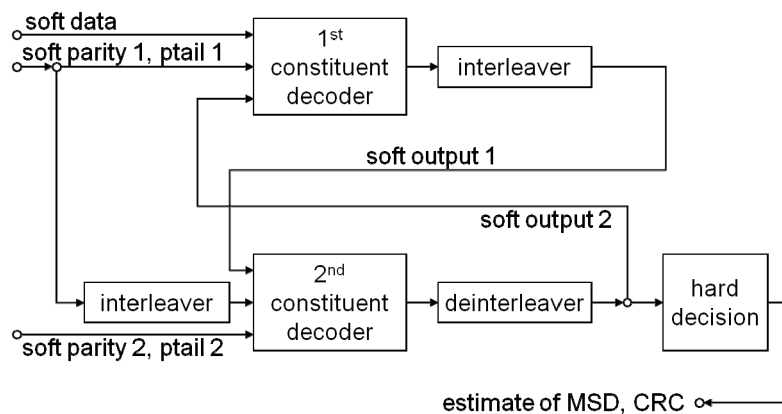 soft data
soft parity 1, ptail 1
1st
constituent
decoder
interleaver
soft output 1
soft output 2
2nd
constituent
decoder
interleaver
deinterleaver
hard
decision
soft parity 2, ptail 2
estimate of MSD, CRC